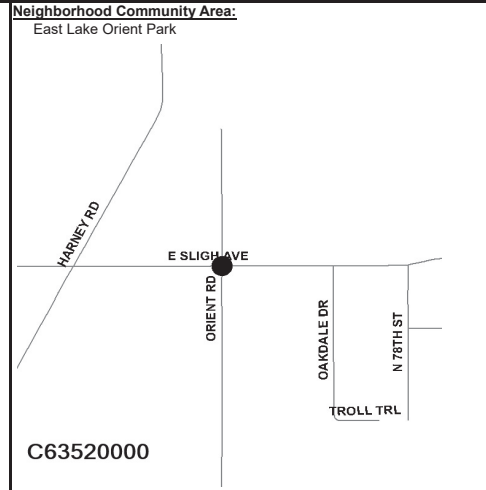 Neighborhood Community Area:
East Lake Orient Park
HARNEY RD
E SLIGH AVE
ORIENT RD
OAKDALE DR
N 78TH ST
TROLL TRL
C63520000